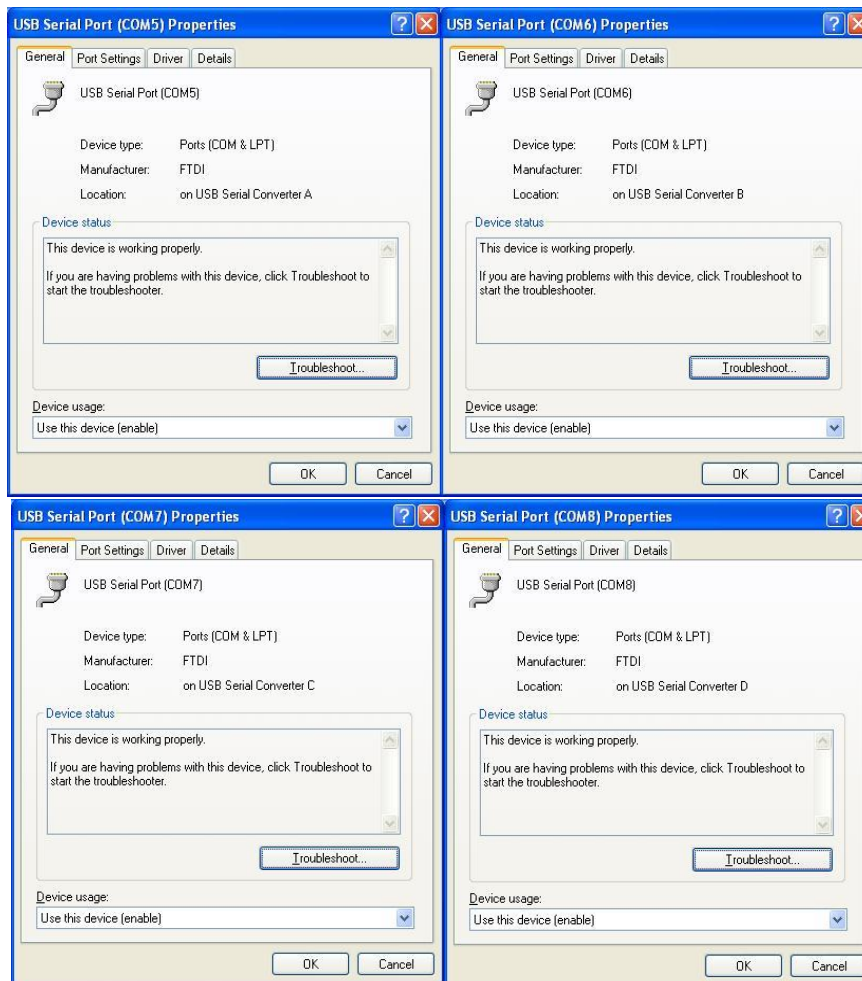 USB Serial Port (COM5) Properties
General Port Settings Driver Details
USB Serial Port (COM5)
Device type: Ports (COM & LPT)
Manufacturer: FTDI
Location: on USB Serial Converter A
Device status
This device is working properly.
If you are having problems with this device, click Troubleshoot to
start the troubleshooter.
Troubleshoot...
Device usage:
Use this device (enable)
OK Cancel
USB Serial Port (COM6) Properties
General Port Settings Driver Details
USB Serial Port (COM6)
Device type: Ports (COM & LPT)
Manufacturer: FTDI
Location: on USB Serial Converter B
Device status
This device is working properly.
If you are having problems with this device, click Troubleshoot to
start the troubleshooter.
Troubleshoot...
Device usage:
Use this device (enable)
OK Cancel
USB Serial Port (COM7) Properties
General Port Settings Driver Details
USB Serial Port (COM7)
Device type: Ports (COM & LPT)
Manufacturer: FTDI
Location: on USB Serial Converter C
Device status
This device is working properly.
If you are having problems with this device, click Troubleshoot to
start the troubleshooter.
Troubleshoot...
Device usage:
Use this device (enable)
OK Cancel
USB Serial Port (COM8) Properties
General Port Settings Driver Details
USB Serial Port (COM8)
Device type: Ports (COM & LPT)
Manufacturer: FTDI
Location: on USB Serial Converter D
Device status
This device is working properly.
If you are having problems with this device, click Troubleshoot to
start the troubleshooter.
Troubleshoot...
Device usage:
Use this device (enable)
OK Cancel